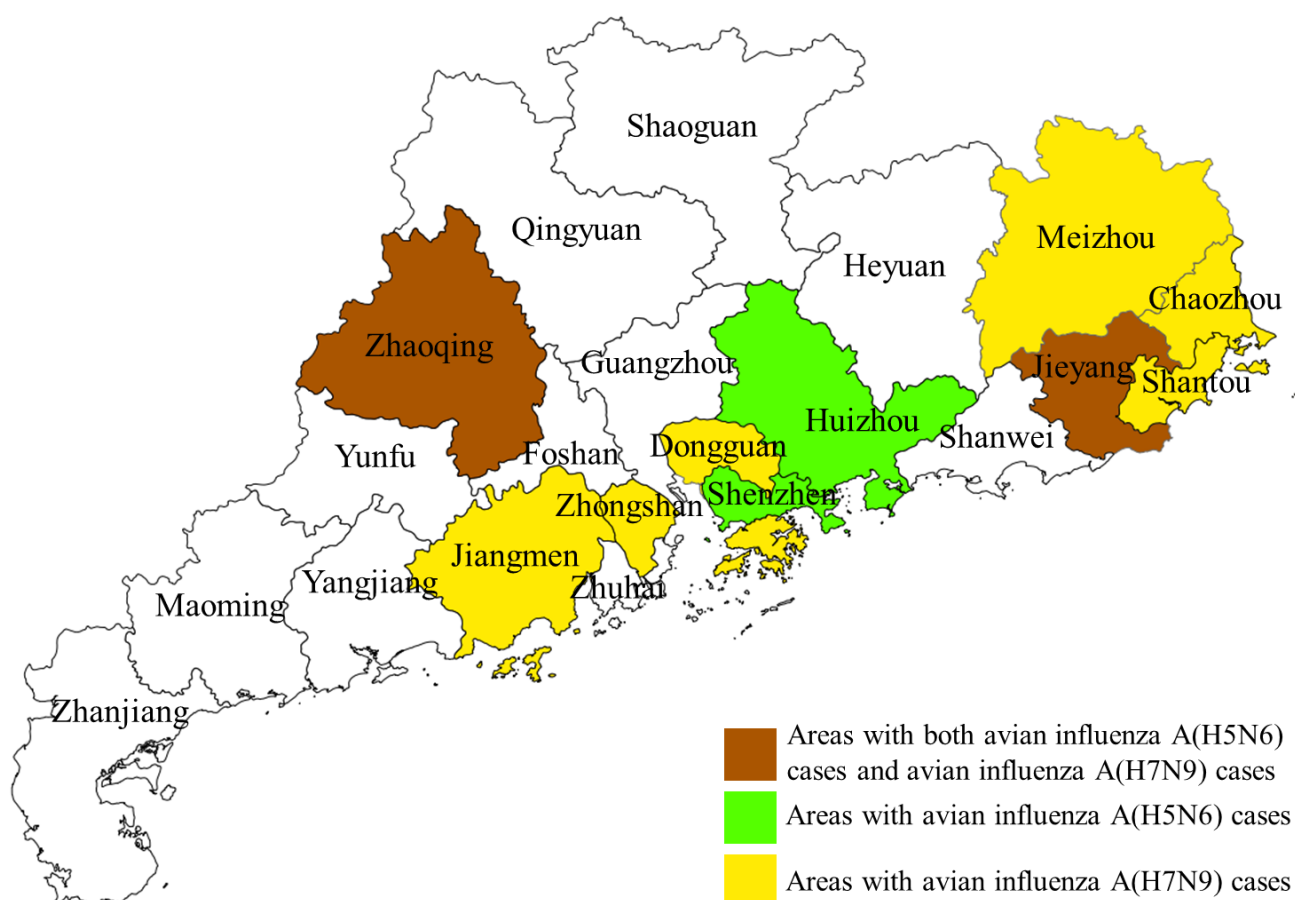 Shaoguan
Qingyuan
Meizhou
Heyuan
Chaozhou
Zhaoqing
Guangzhou
Jieyang
Shantou
Huizhou
Shanwei
Yunfu
Foshan
Dongguan
Shenzhen
Zhongshan
Jiangmen
Yangjiang
Zhuhai
Maoming
Zhanjiang
Areas with both avian influenza A(H5N6)
cases and avian influenza A(H7N9) cases
Areas with avian influenza A(H5N6) cases
Areas with avian influenza A(H7N9) cases